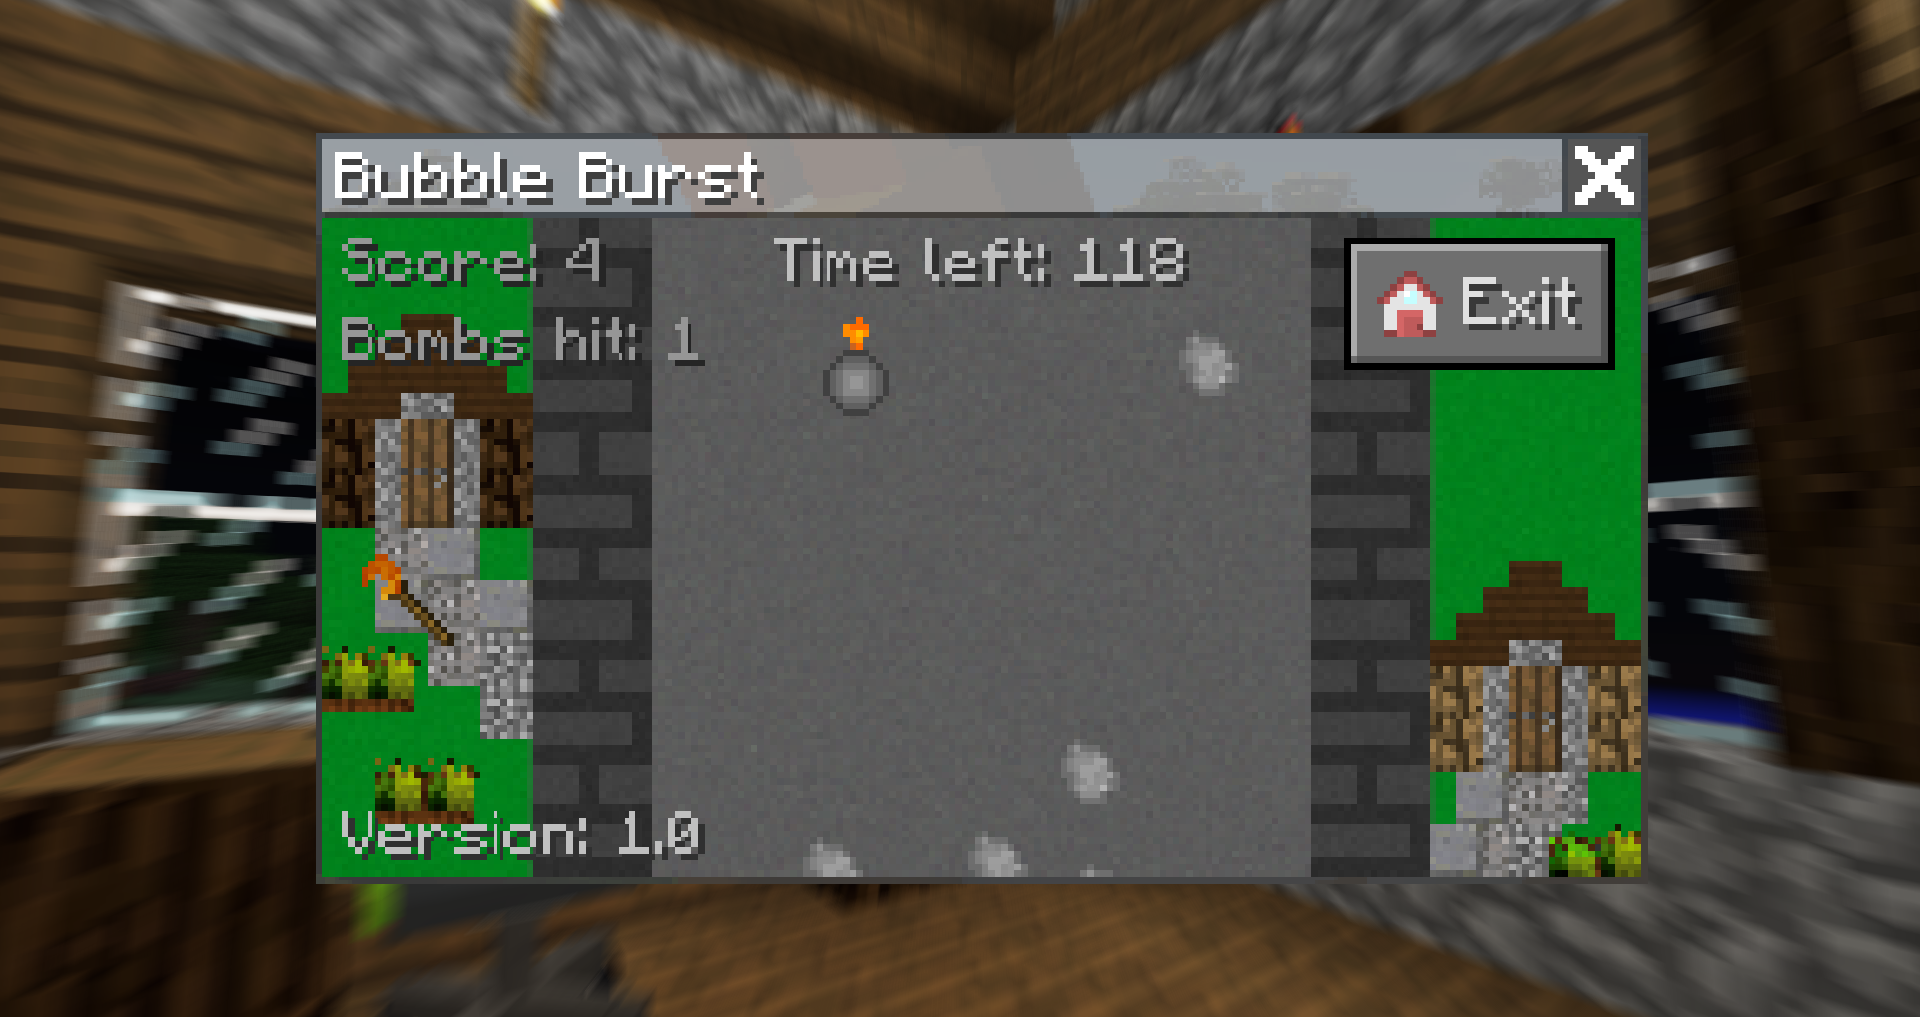 Bubble Burst
Score: 4
Time left: 118
Exit
Bombs hit: 1
Version: 1.0